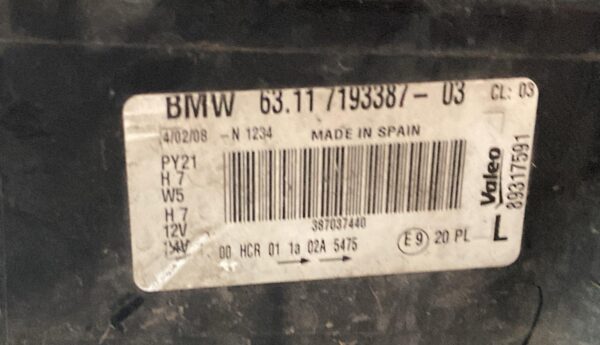 BMW 63.11 7193387- 03 CL: 03
4/02/08 -N 1234 MADE IN SPAIN
PY21
H 7
W5
H 7
12V
387037440
00 HCR 01 1a 02A 5475
E9 20 PL
Valeo
89317591
L